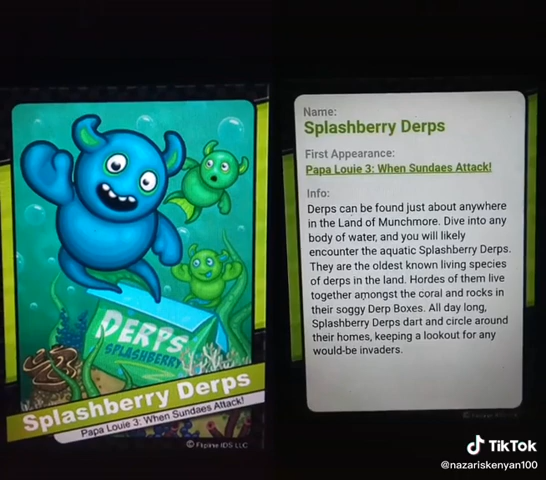 DERPS
SPLASHBERRY
Splashberry Derps
Papa Louie 3: When Sundaes Attack!
© Flipline IDS LLC
Name:
Splashberry Derps
First Appearance:
Papa Louie 3: When Sundaes Attack!
Info:
Derps can be found just about anywhere
in the Land of Munchmore. Dive into any
body of water, and you will likely
encounter the aquatic Splashberry Derps.
They are the oldest known living species
of derps in the land. Hordes of them live
together amongst the coral and rocks in
their soggy Derp Boxes. All day long,
Splashberry Derps dart and circle around
their homes, keeping a lookout for any
would-be invaders.
TikTok
@nazariskenyan100